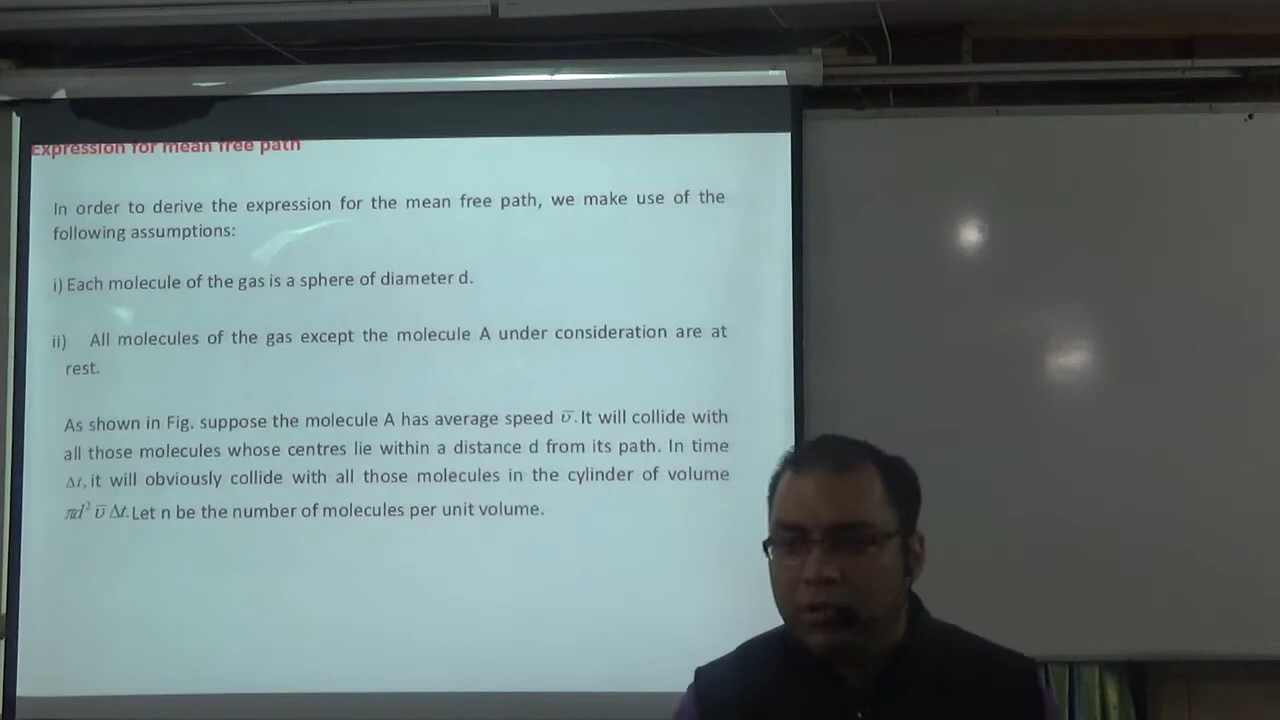 Expression for mean free path
In order to derive the expression for the mean free path, we make use of the
following assumptions:
i) Each molecule of the gas is a sphere of diameter d.
ii) All molecules of the gas except the molecule A under consideration are at
rest.
As shown in Fig. suppose the molecule A has average speed ῡ. It will collide with
all those molecules whose centres lie within a distance d from its path. In time
Δt, it will obviously collide with all those molecules in the cylinder of volume
πd² ῡ Δt. Let n be the number of molecules per unit volume.